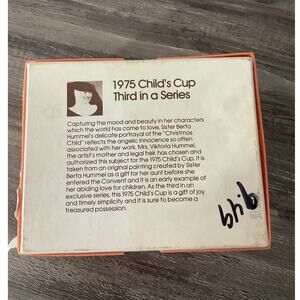 1975 Child's Cup
Third in a Series
Capturing the mood and beauty in her characters
which the world has come to love, Sister Berta
Hummel's delicate portrayal of the "Christmas
Child" reflects the angelic innocence so often
associated with her work. Mrs. Viktoria Hummel,
the artist's mother and legal heir, has chosen and
authorized this subject for the 1975 Child's Cup. It is
taken from an original painting created by Sister
Berta Hummel as a gift for her aunt before she
entered the Convent and it is an early example of
her abiding love for children. As the third in an
exclusive series, this 1975 Child's Cup is a gift of joy
and timely simplicity and it is sure to become a
treasured possession.